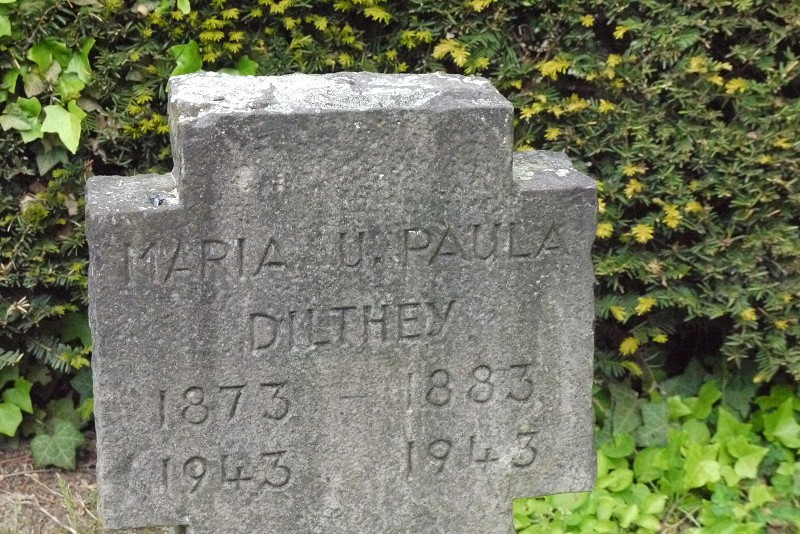 MARIA U. PAULA
DILTHEY
1873 – 1883
1943 1943